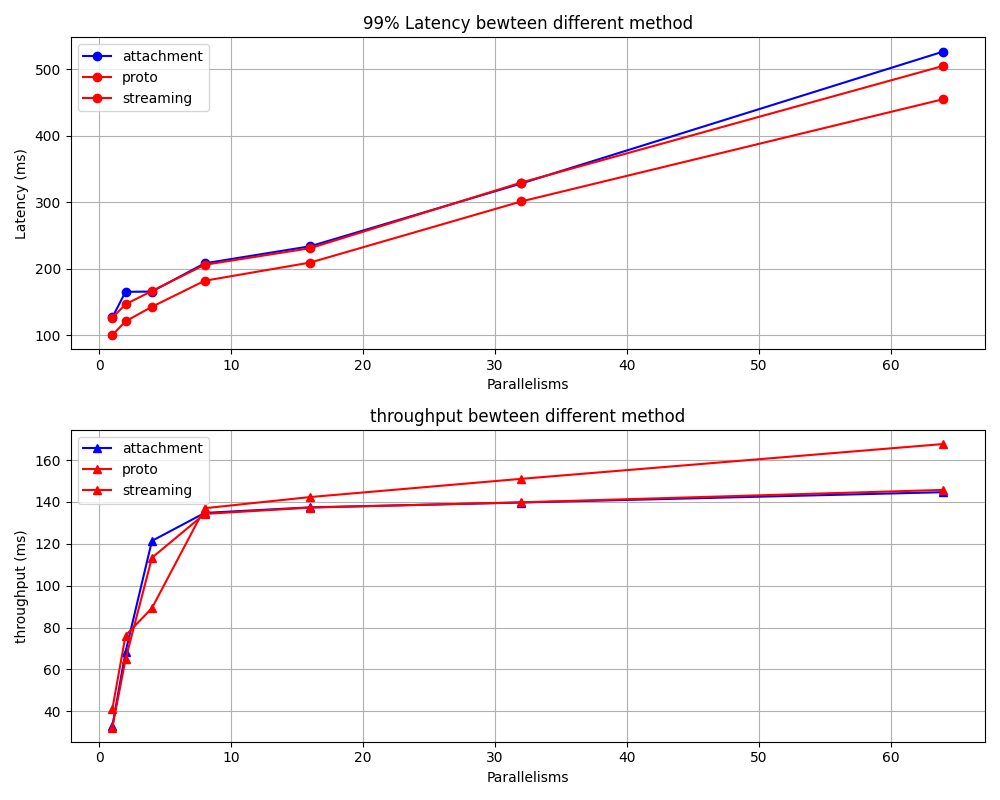 99% Latency bewteen different method
attachment
proto
streaming
500
400
300
200
100
Latency (ms)
0 10 20 30 40 50 60
Parallelisms
throughput bewteen different method
attachment
proto
streaming
160
140
120
100
80
60
40
throughput (ms)
0 10 20 30 40 50 60
Parallelisms